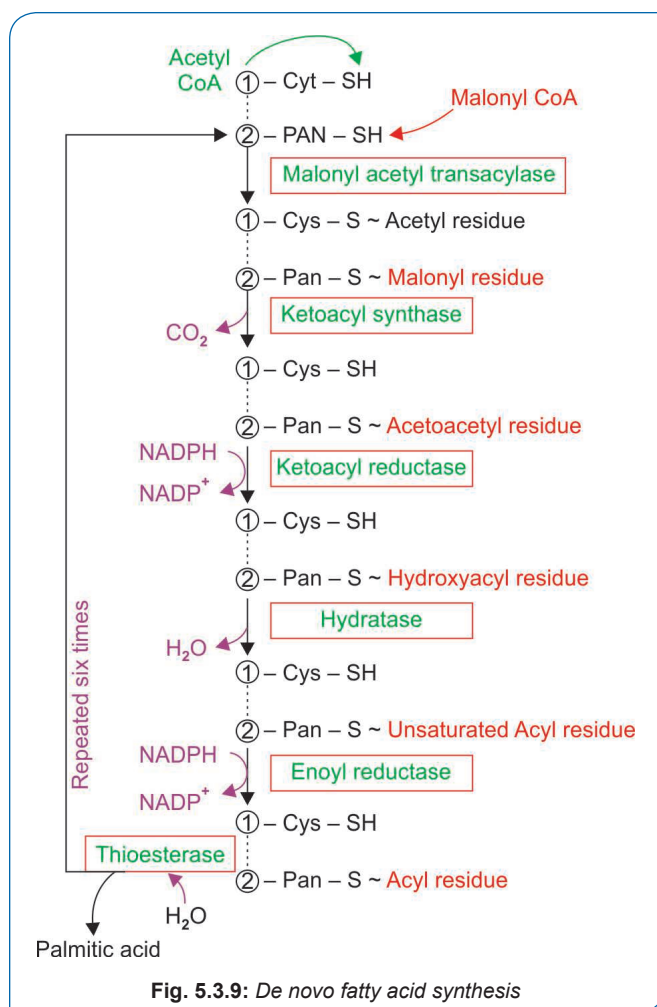 Acetyl
CoA
① – Cyt – SH
Malonyl CoA
② – PAN – SH
Malonyl acetyl transacylase
① – Cys – S ~ Acetyl residue
② – Pan – S ~ Malonyl residue
Ketoacyl synthase
CO₂
① – Cys – SH
② – Pan – S ~ Acetoacetyl residue
NADPH
Ketoacyl reductase
NADP⁺
① – Cys – SH
② – Pan – S ~ Hydroxyacyl residue
Hydratase
H₂O
① – Cys – SH
Repeated six times
② – Pan – S ~ Unsaturated Acyl residue
NADPH
Enoyl reductase
NADP⁺
① – Cys – SH
Thioesterase
② – Pan – S ~ Acyl residue
H₂O
Palmitic acid
Fig. 5.3.9: De novo fatty acid synthesis